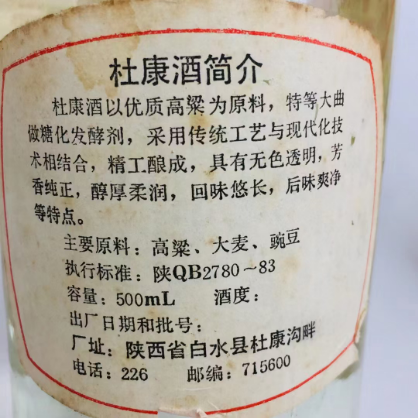 杜康酒简介
杜康酒以优质高粱为原料，特等大曲
做糖化发酵剂，采用传统工艺与现代化技
术相结合，精工酿成，具有无色透明，芳
香纯正，醇厚柔润，回味悠长，后味爽净
等特点。
主要原料：高粱、大麦、豌豆
执行标准：陕QB2780～83
容量：500mL 酒度：
出厂日期和批号：
厂址：陕西省白水县杜康沟畔
电话：226 邮编：715600